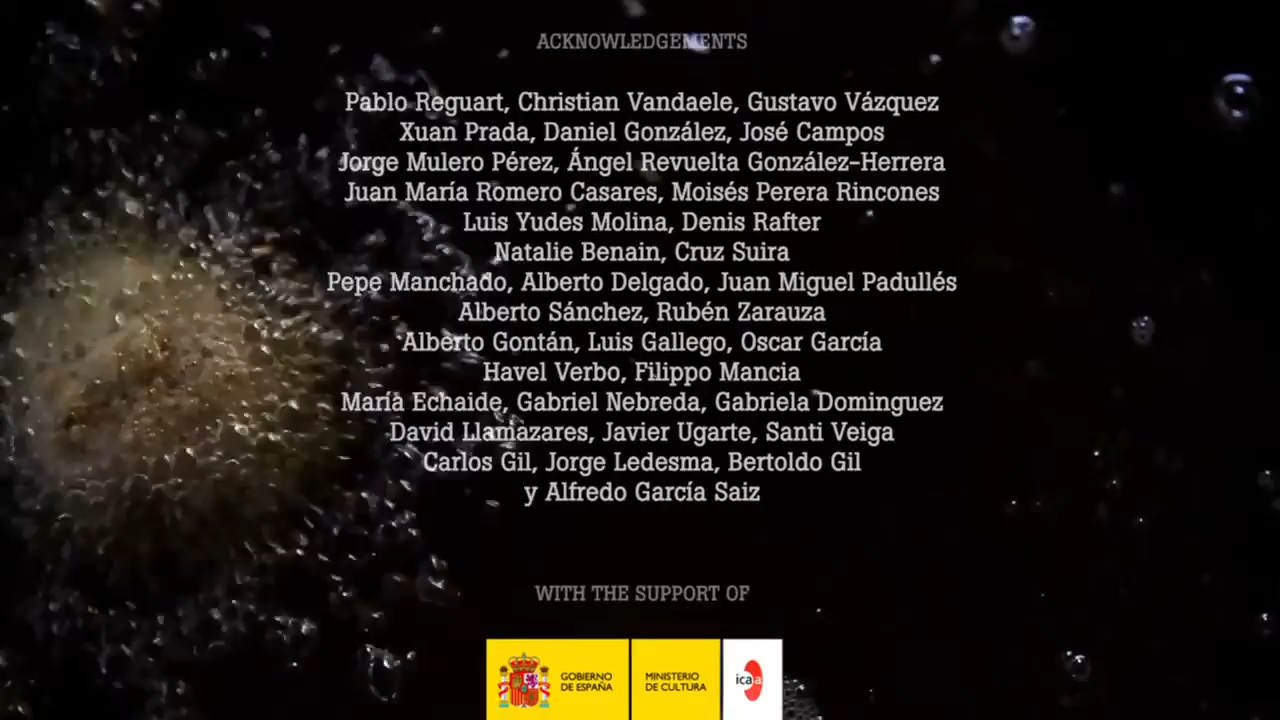 ACKNOWLEDGEMENTS
Pablo Reguart, Christian Vandaele, Gustavo Vázquez
Xuan Prada, Daniel González, José Campos
Jorge Mulero Pérez, Ángel Revuelta González-Herrera
Juan María Romero Casares, Moisés Perera Rincones
Luis Yudes Molina, Denis Rafter
Natalie Benain, Cruz Suira
Pepe Manchado, Alberto Delgado, Juan Miguel Padullés
Alberto Sánchez, Rubén Zarauza
Alberto Gontán, Luis Gallego, Oscar García
Havel Verbo, Filippo Mancia
María Echaide, Gabriel Nebreda, Gabriela Dominguez
David Llamazares, Javier Ugarte, Santi Veiga
Carlos Gil, Jorge Ledesma, Bertoldo Gil
y Alfredo García Saiz
WITH THE SUPPORT OF
GOBIERNO DE ESPAÑA
MINISTERIO DE CULTURA
icaa